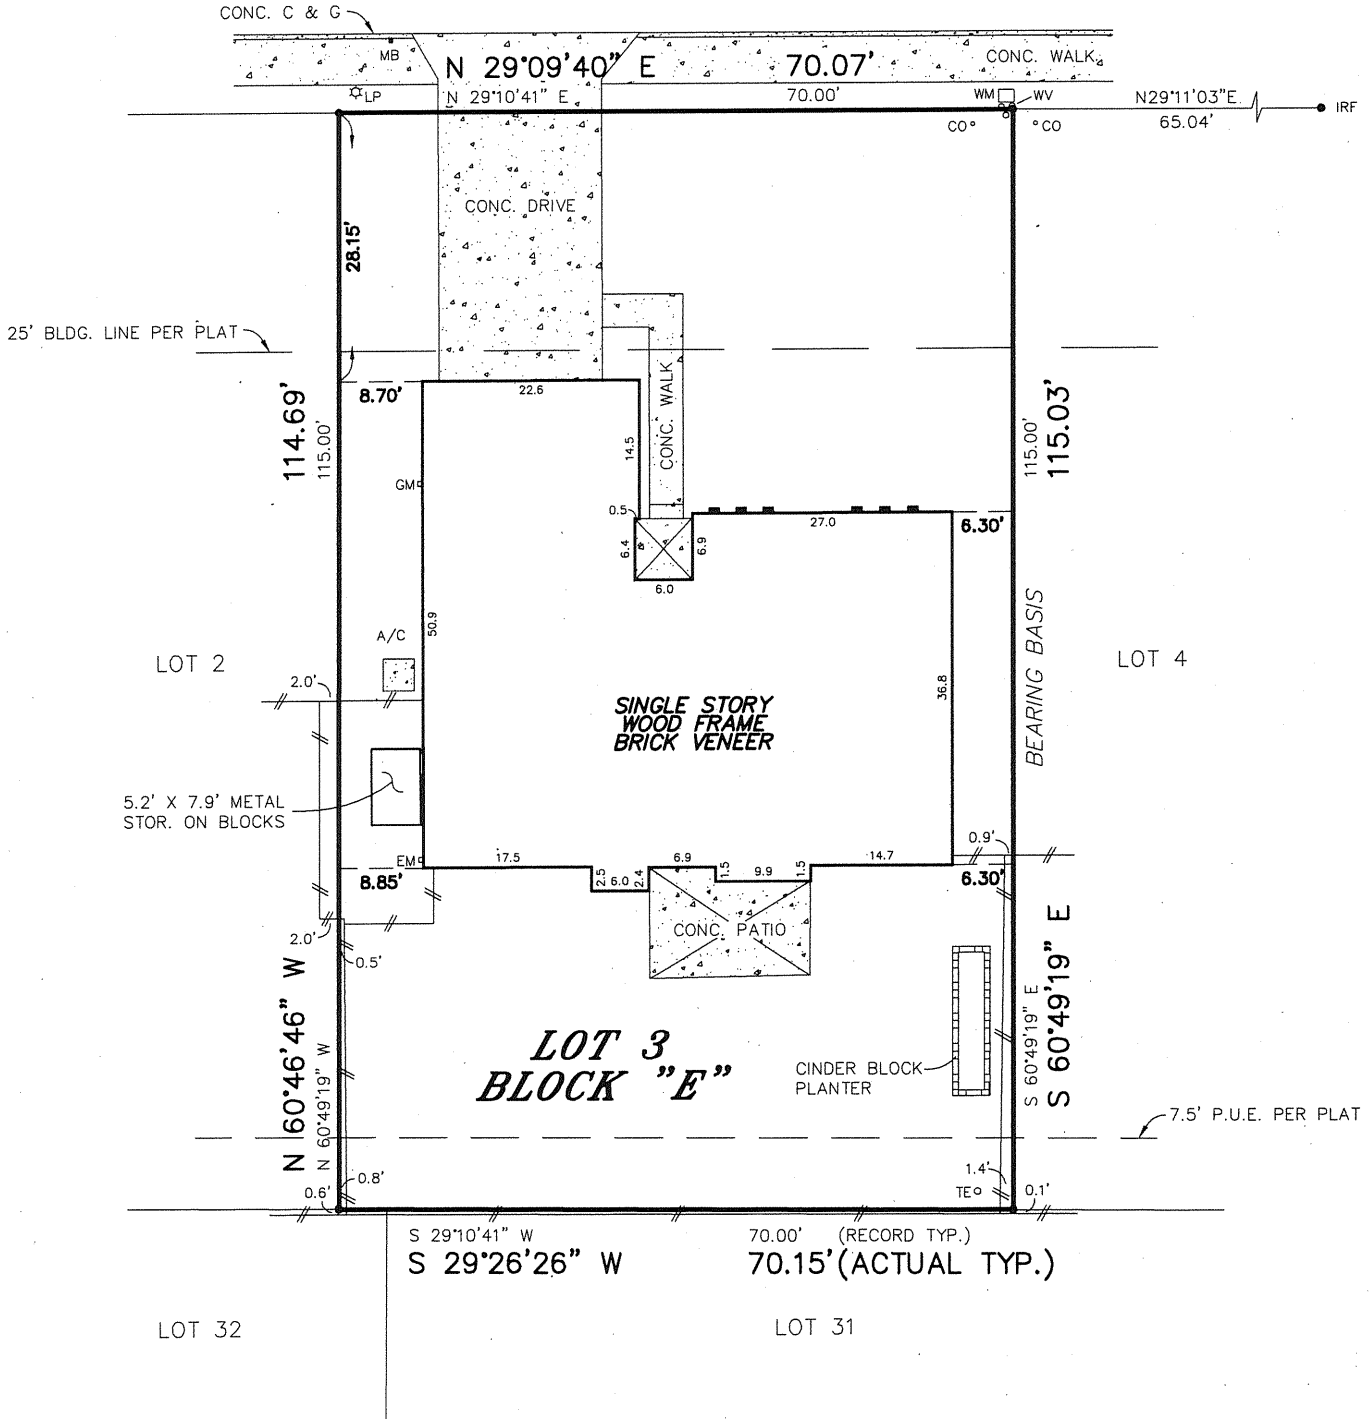 CONC. C & G
MB
N 29°09'40" E 70.07'
CONC. WALK
LP
N 29°10'41" E 70.00'
WM
WV
N29°11'03"E
65.04'
IRF
CO
CO
CONC. DRIVE
28.15'
25' BLDG. LINE PER PLAT
8.70'
22.6
114.69'
115.00'
14.5
CONC. WALK
115.00'
115.03'
GM
0.5
27.0
6.30'
6.4
6.9
6.0
50.9
A/C
LOT 2
LOT 4
2.0'
36.8
BEARING BASIS
SINGLE STORY
WOOD FRAME
BRICK VENEER
5.2' X 7.9' METAL
STOR. ON BLOCKS
0.9'
EM
17.5
6.9
14.7
8.85'
2.5
6.0
2.4
1.5
9.9
1.5
6.30'
CONC. PATIO
2.0'
0.5'
N 60°46'46" W
N 60°49'19" W
S 60°49'19" E
S 60°49'19" E
LOT 3
BLOCK "E"
CINDER BLOCK
PLANTER
7.5' P.U.E. PER PLAT
0.6'
0.8'
1.4'
TE
0.1'
S 29°10'41" W 70.00' (RECORD TYP.)
S 29°26'26" W 70.15'(ACTUAL TYP.)
LOT 32
LOT 31